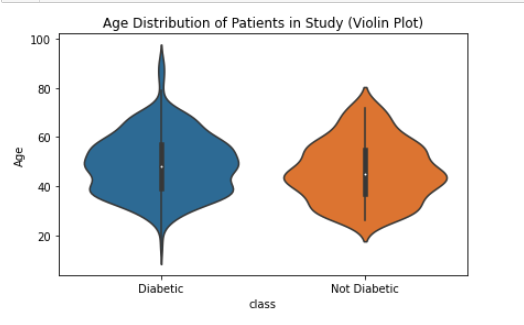 Age Distribution of Patients in Study (Violin Plot)
100
80
60
40
20
Age
Diabetic
Not Diabetic
class